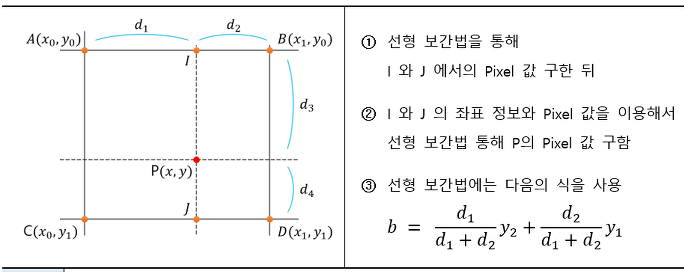 d₁ d₂
A(x₀, y₀) I B(x₁, y₀)
d₃
P(x, y)
d₄
J
C(x₀, y₁) D(x₁, y₁)
① 선형 보간법을 통해
I 와 J 에서의 Pixel 값 구한 뒤
② I 와 J 의 좌표 정보와 Pixel 값을 이용해서
선형 보간법 통해 P의 Pixel 값 구함
③ 선형 보간법에는 다음의 식을 사용
b = d₁/(d₁ + d₂) y₂ + d₂/(d₁ + d₂) y₁